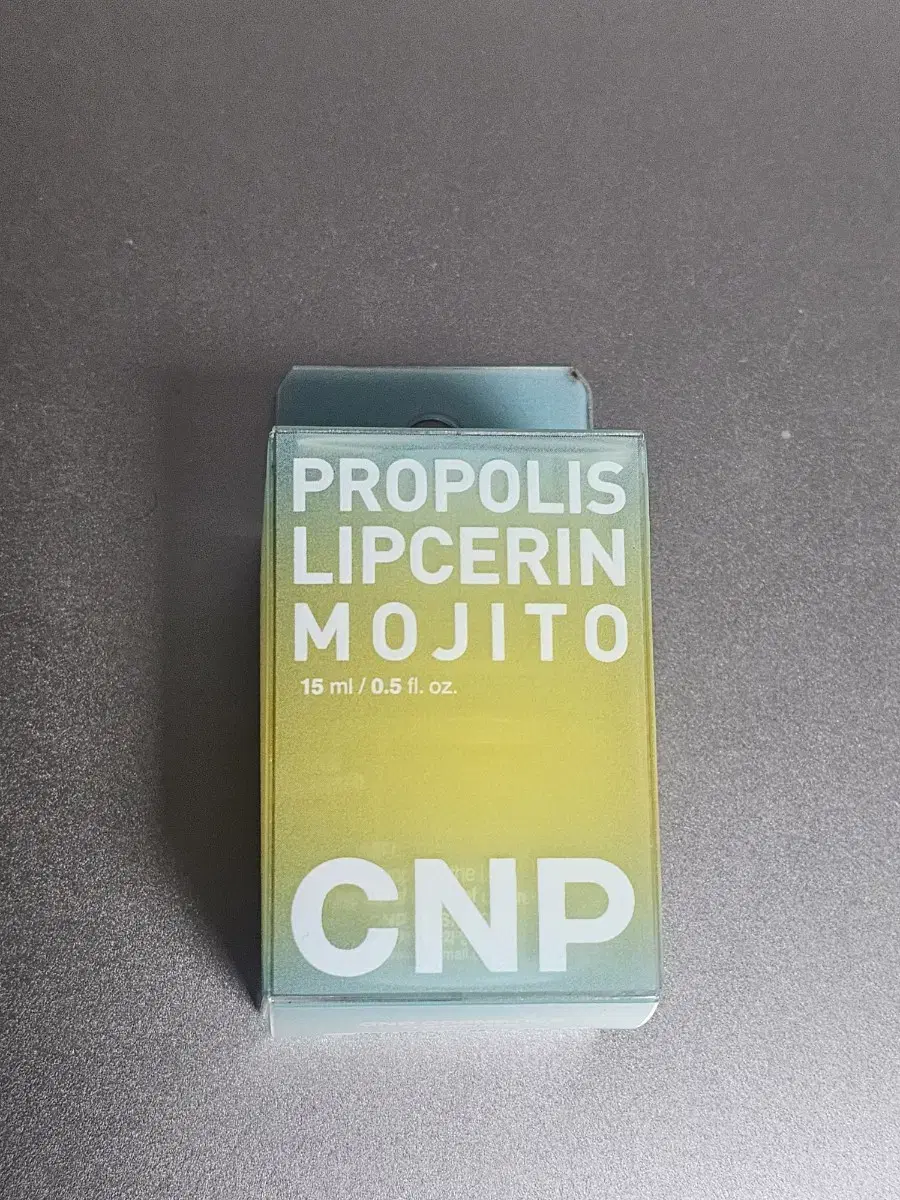 PROPOLIS
LIPCERIN
MOJITO
15 ml / 0.5 fl. oz.
CNP